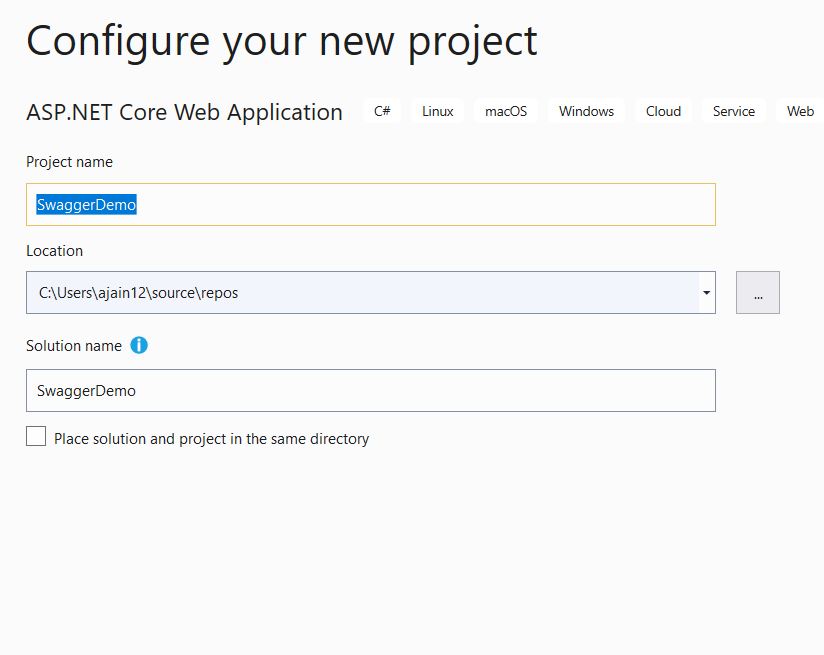 Configure your new project
ASP.NET Core Web Application C# Linux macOS Windows Cloud Service Web
Project name
SwaggerDemo
Location
C:\Users\ajain12\source\repos
...
Solution name
SwaggerDemo
Place solution and project in the same directory